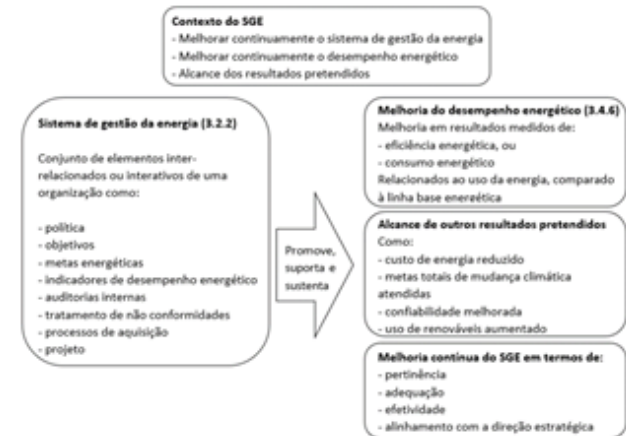 Contexto do SGE
- Melhorar continuamente o sistema de gestão da energia
- Melhorar continuamente o desempenho energético
- Alcance dos resultados pretendidos
Sistema de gestão da energia (3.2.2)
Conjunto de elementos inter-
relacionados ou interativos de uma
organização como:
- política
- objetivos
- metas energéticas
- indicadores de desempenho energético
- auditorias internas
- tratamento de não conformidades
- processos de aquisição
- projeto
Promove,
suporta e
sustenta
Melhoria do desempenho energético (3.4.6)
Melhoria em resultados medidos de:
- eficiência energética, ou
- consumo energético
Relacionados ao uso da energia, comparado
à linha base energética
Alcance de outros resultados pretendidos
Como:
- custo de energia reduzido
- metas totais de mudança climática
atendidas
- confiabilidade melhorada
- uso de renováveis aumentado
Melhoria contínua do SGE em termos de:
- pertinência
- adequação
- efetividade
- alinhamento com a direção estratégica